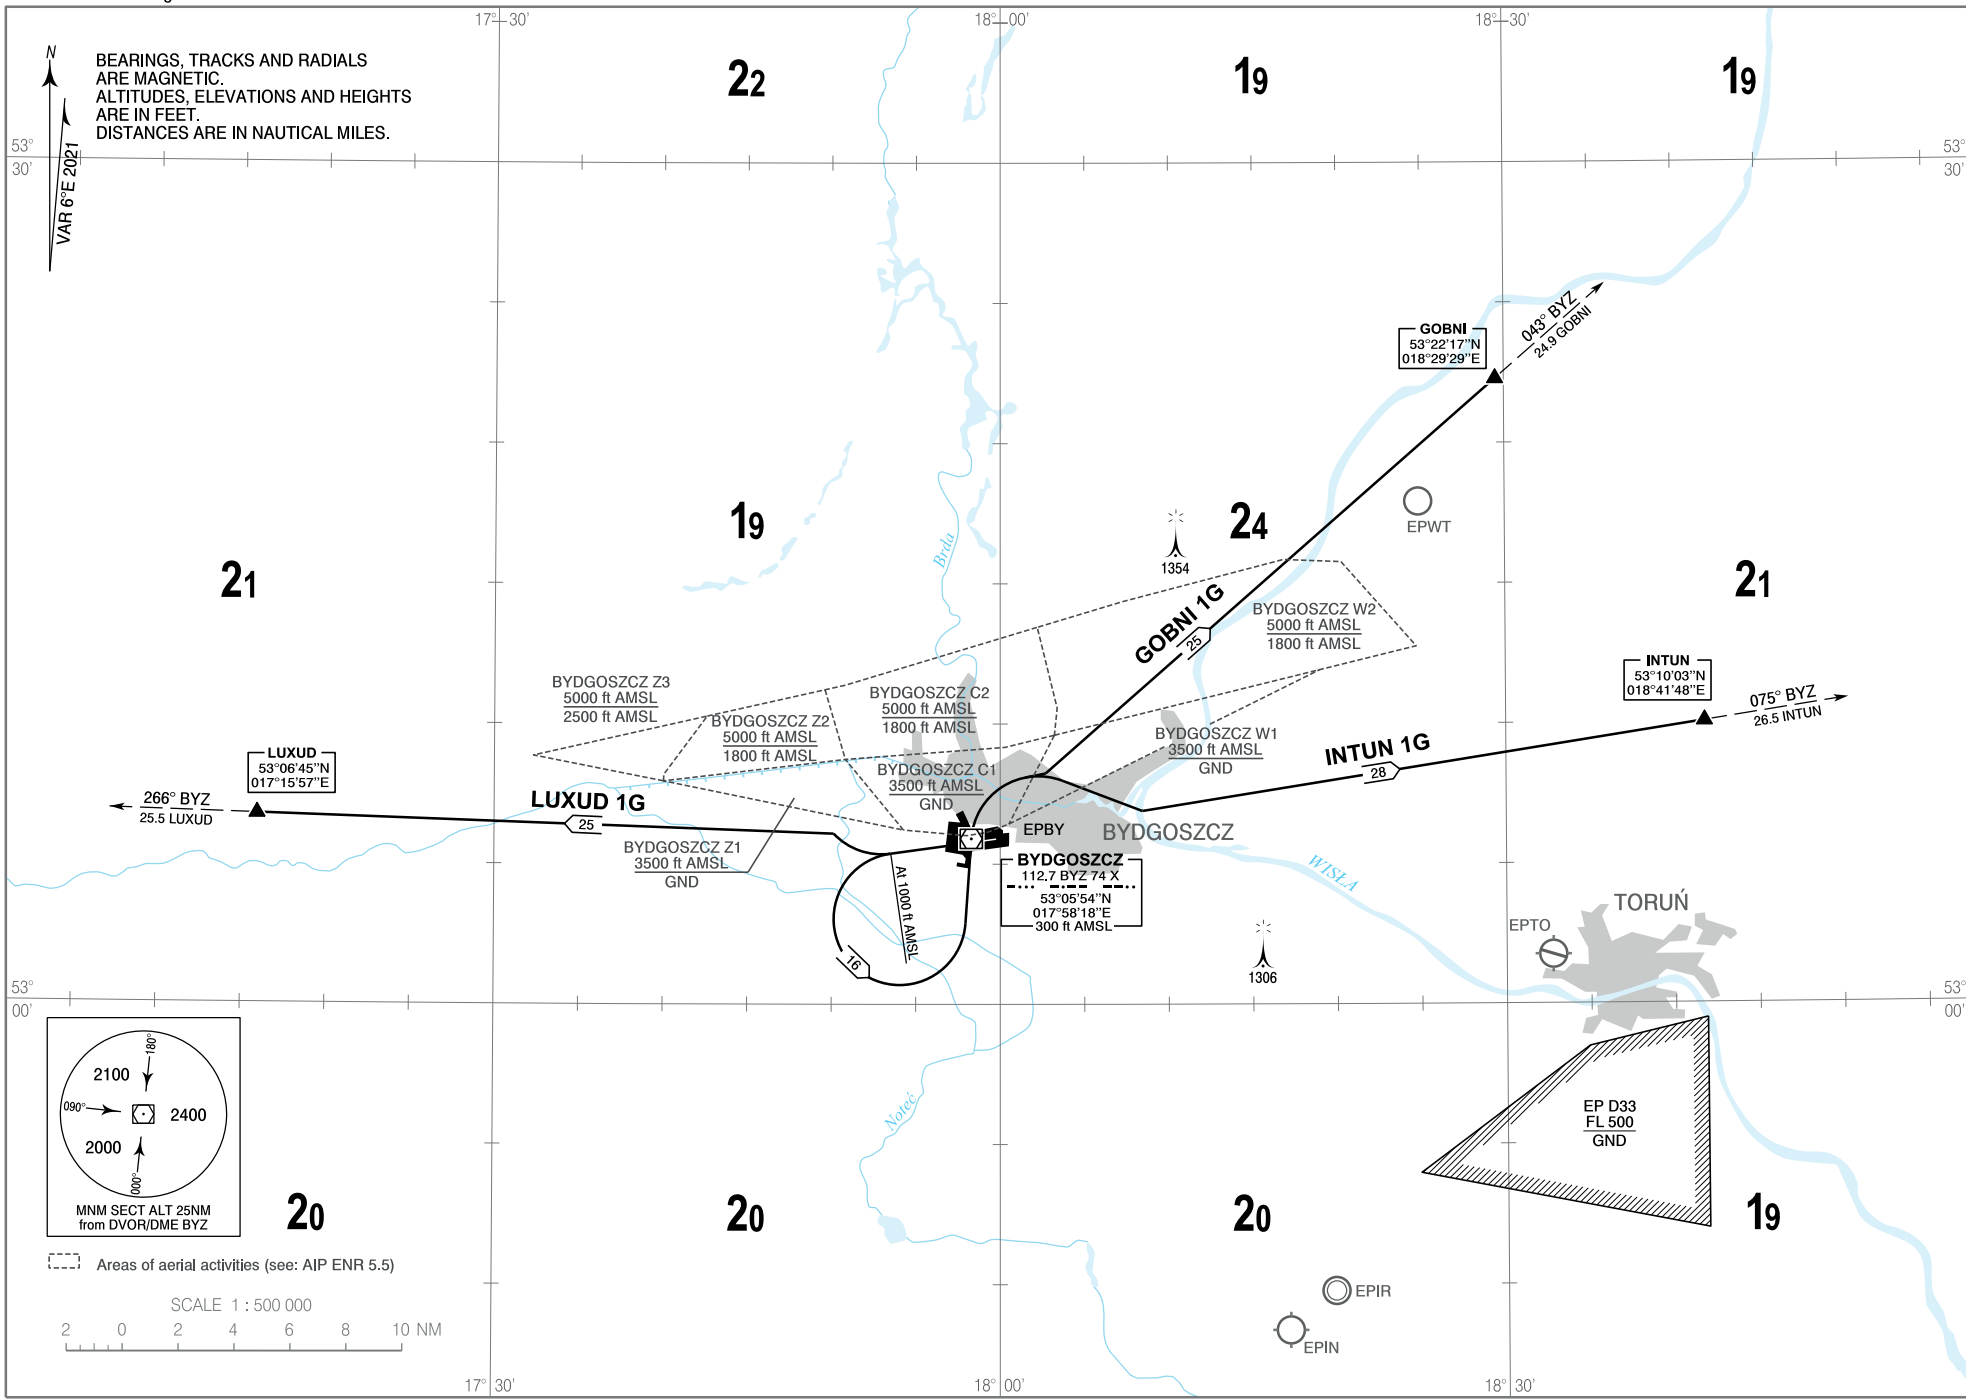 17° 30'
18° 00'
18° 30'
N
VAR 6°E 2021
BEARINGS, TRACKS AND RADIALS
ARE MAGNETIC.
ALTITUDES, ELEVATIONS AND HEIGHTS
ARE IN FEET.
DISTANCES ARE IN NAUTICAL MILES.
22
19
19
53°
30'
53°
30'
GOBNI
53°22'17"N
018°29'29"E
043° BYZ
24.9 GOBNI
EPWT
21
19
24
21
Brda
1354
GOBNI 1G
25
BYDGOSZCZ W2
5000 ft AMSL
1800 ft AMSL
INTUN
53°10'03"N
018°41'48"E
075° BYZ
26.5 INTUN
BYDGOSZCZ Z3
5000 ft AMSL
2500 ft AMSL
BYDGOSZCZ Z2
5000 ft AMSL
1800 ft AMSL
BYDGOSZCZ C2
5000 ft AMSL
1800 ft AMSL
BYDGOSZCZ W1
3500 ft AMSL
GND
INTUN 1G
28
BYDGOSZCZ C1
3500 ft AMSL
GND
LUXUD
53°06'45"N
017°15'57"E
266° BYZ
25.5 LUXUD
LUXUD 1G
25
BYDGOSZCZ Z1
3500 ft AMSL
GND
EPBY
BYDGOSZCZ
BYDGOSZCZ
112.7 BYZ 74 X
53°05'54"N
017°58'18"E
300 ft AMSL
At 1000 ft AMSL
16
WISŁA
TORUŃ
EPTO
1306
53°
00'
53°
00'
180°
2100
090°
2400
2000
000°
MNM SECT ALT 25NM
from DVOR/DME BYZ
20
20
20
19
Noteć
EP D33
FL 500
GND
Areas of aerial activities (see: AIP ENR 5.5)
SCALE 1 : 500 000
2 0 2 4 6 8 10 NM
EPIR
EPIN
17° 30'
18° 00'
18° 30'